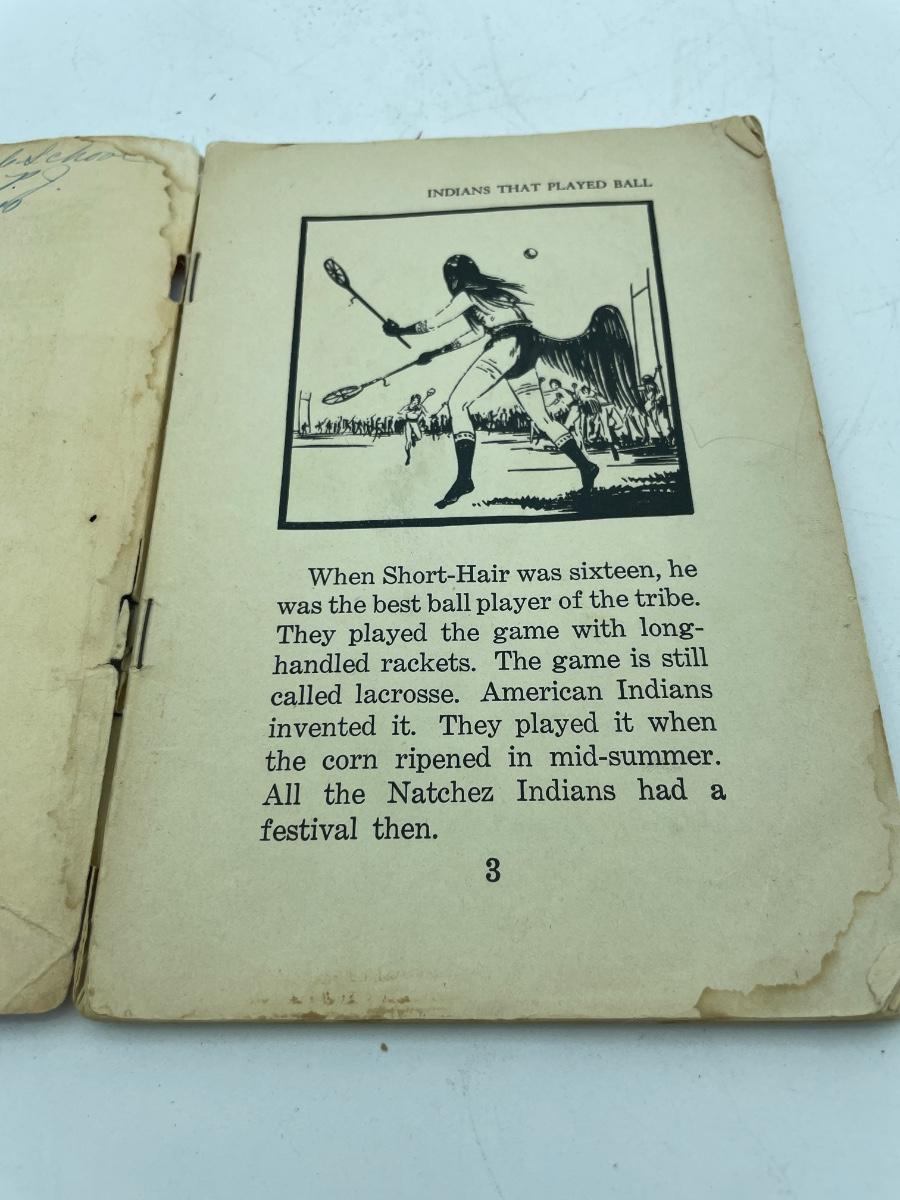 School
INDIANS THAT PLAYED BALL
When Short-Hair was sixteen, he
was the best ball player of the tribe.
They played the game with long-
handled rackets. The game is still
called lacrosse. American Indians
invented it. They played it when
the corn ripened in mid-summer.
All the Natchez Indians had a
festival then.
3